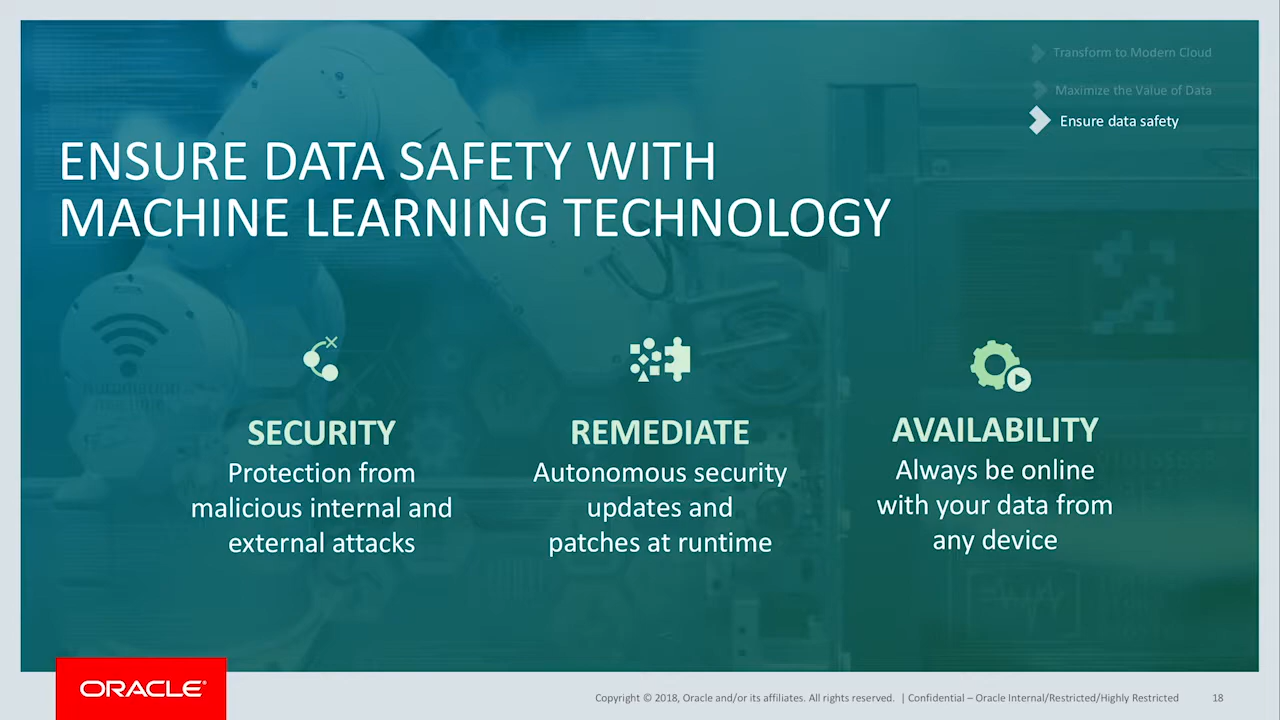 Transform to Modern Cloud
Maximize the Value of Data
Ensure data safety
ENSURE DATA SAFETY WITH
MACHINE LEARNING TECHNOLOGY
SECURITY
Protection from
malicious internal and
external attacks
REMEDIATE
Autonomous security
updates and
patches at runtime
AVAILABILITY
Always be online
with your data from
any device
ORACLE®
Copyright © 2018, Oracle and/or its affiliates. All rights reserved. | Confidential – Oracle Internal/Restricted/Highly Restricted
18